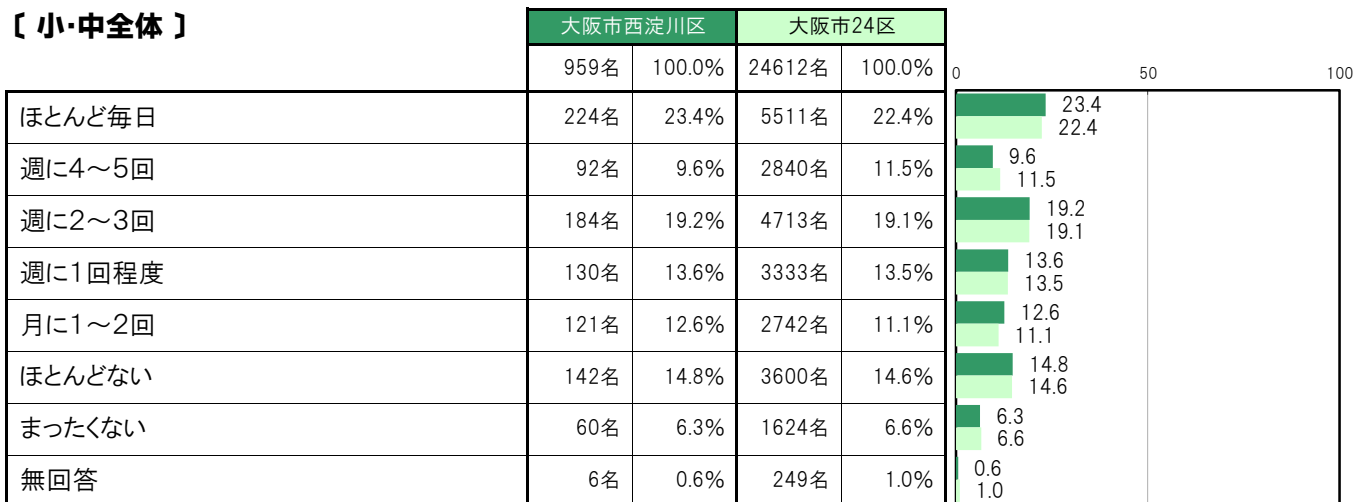 〔 小・中全体 〕
大阪市西淀川区 大阪市24区
959名 100.0% 24612名 100.0% 0 50 100
ほとんど毎日 224名 23.4% 5511名 22.4% 23.4
22.4
週に4～5回 92名 9.6% 2840名 11.5% 9.6
11.5
週に2～3回 184名 19.2% 4713名 19.1% 19.2
19.1
週に1回程度 130名 13.6% 3333名 13.5% 13.6
13.5
月に1～2回 121名 12.6% 2742名 11.1% 12.6
11.1
ほとんどない 142名 14.8% 3600名 14.6% 14.8
14.6
まったくない 60名 6.3% 1624名 6.6% 6.3
6.6
無回答 6名 0.6% 249名 1.0% 0.6
1.0